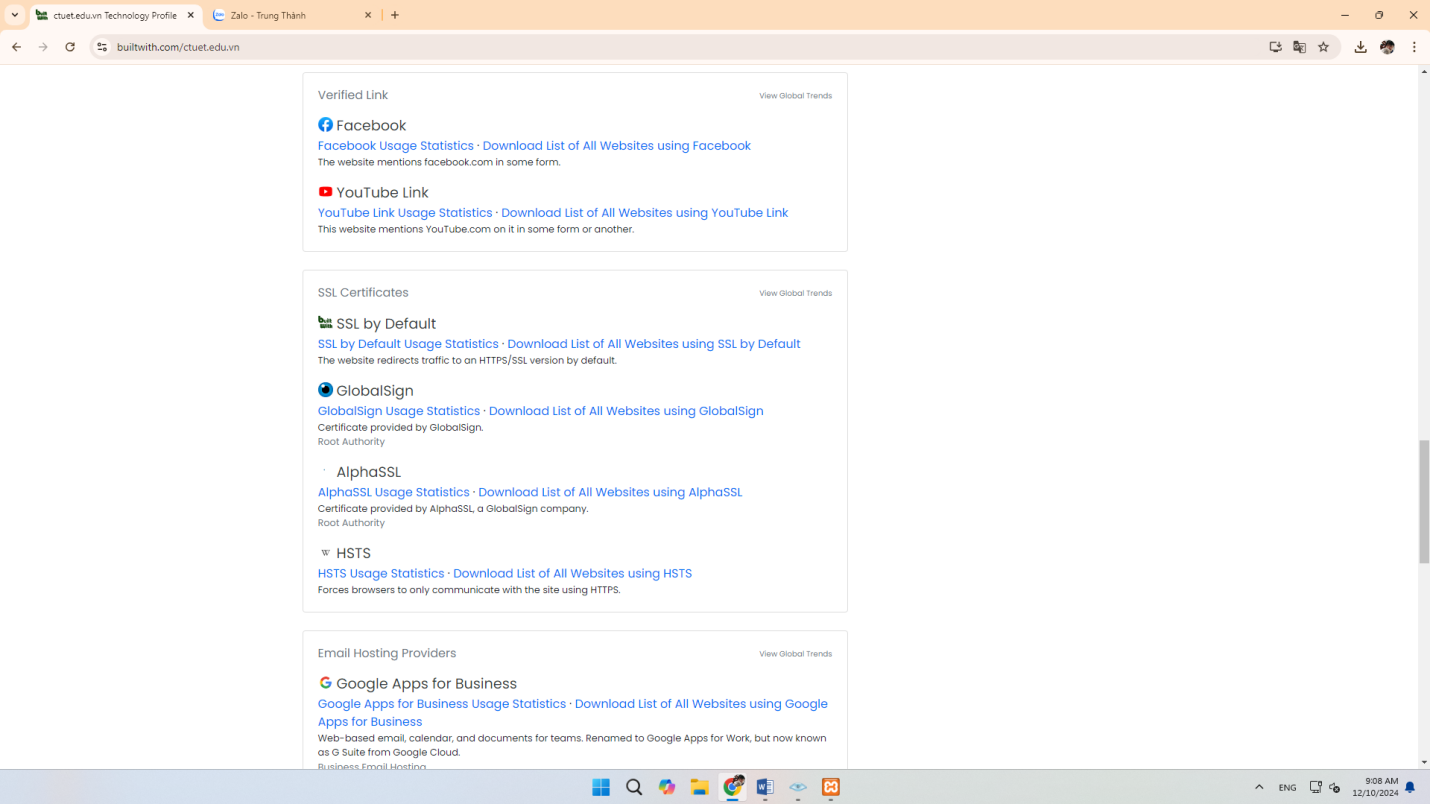 ctuet.edu.vn Technology Profile
Zalo - Trung Thành
builtwith.com/ctuet.edu.vn
Verified Link
View Global Trends
Facebook
Facebook Usage Statistics · Download List of All Websites using Facebook
The website mentions facebook.com in some form.
YouTube Link
YouTube Link Usage Statistics · Download List of All Websites using YouTube Link
This website mentions YouTube.com on it in some form or another.
SSL Certificates
View Global Trends
SSL by Default
SSL by Default Usage Statistics · Download List of All Websites using SSL by Default
The website redirects traffic to an HTTPS/SSL version by default.
GlobalSign
GlobalSign Usage Statistics · Download List of All Websites using GlobalSign
Certificate provided by GlobalSign.
Root Authority
AlphaSSL
AlphaSSL Usage Statistics · Download List of All Websites using AlphaSSL
Certificate provided by AlphaSSL, a GlobalSign company.
Root Authority
W HSTS
HSTS Usage Statistics · Download List of All Websites using HSTS
Forces browsers to only communicate with the site using HTTPS.
Email Hosting Providers
View Global Trends
Google Apps for Business
Google Apps for Business Usage Statistics · Download List of All Websites using Google
Apps for Business
Web-based email, calendar, and documents for teams. Renamed to Google Apps for Work, but now known
as G Suite from Google Cloud.
Business Email Hosting
ENG
9:08 AM
12/10/2024